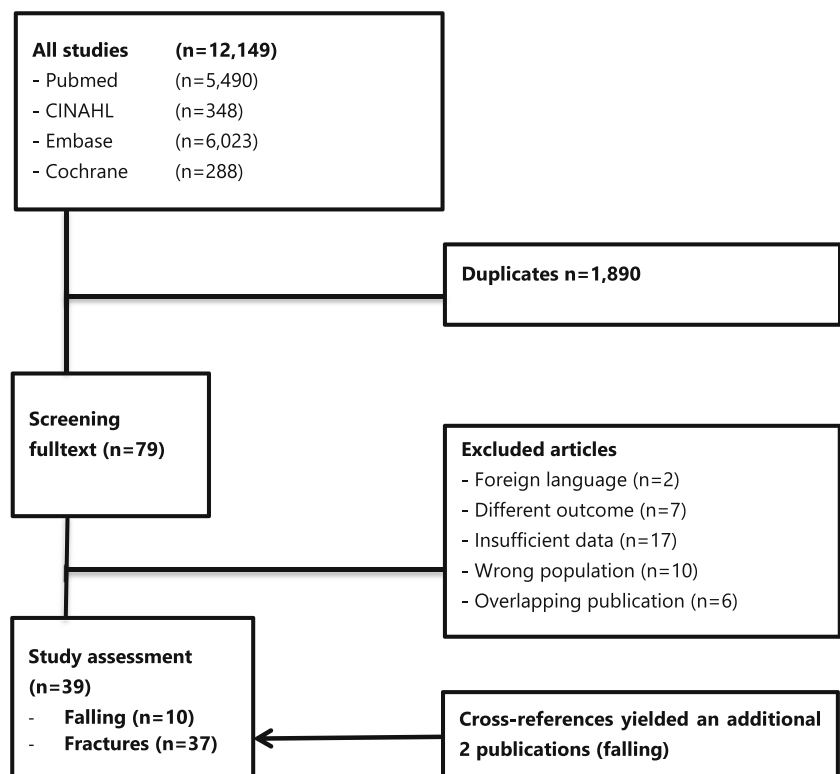 All studies (n=12,149)
- Pubmed (n=5,490)
- CINAHL (n=348)
- Embase (n=6,023)
- Cochrane (n=288)
Duplicates n=1,890
Screening
fulltext (n=79)
Excluded articles
- Foreign language (n=2)
- Different outcome (n=7)
- Insufficient data (n=17)
- Wrong population (n=10)
- Overlapping publication (n=6)
Study assessment
(n=39)
- Falling (n=10)
- Fractures (n=37)
Cross-references yielded an additional
2 publications (falling)